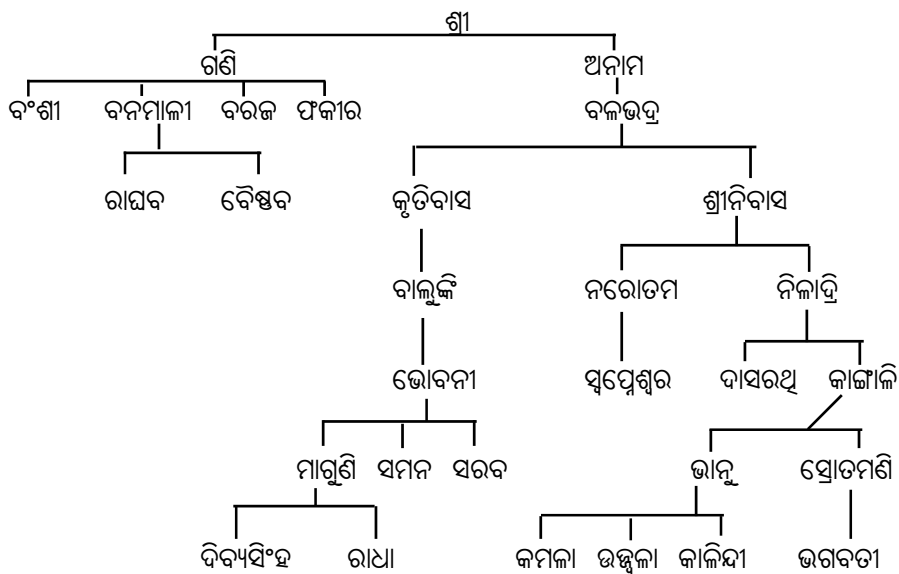 ଶ୍ରୀ
ଗଣି ଅନାମ
ବଂଶୀ ବନମାଳୀ ବରଜ ଫକୀର ବଳଭଦ୍ର
ରାଘବ ବୈଷ୍ଣବ କୃତିବାସ ଶ୍ରୀନିବାସ
ବାଲୁଙ୍କି ନରୋତମ ନିଳାଦ୍ରି
ଭୋବନୀ ସ୍ୱପ୍ନେଶ୍ୱର ଦାସରଥି କାଙ୍ଗାଳି
ମାଗୁଣି ସମନ ସରବ ଭାନୁ ସ୍ରୋତମଣି
ଦିବ୍ୟସିଂହ ରାଧା କମଳା ଉଜ୍ଜ୍ୱଳା କାଳିନ୍ଦୀ ଭଗବତୀ